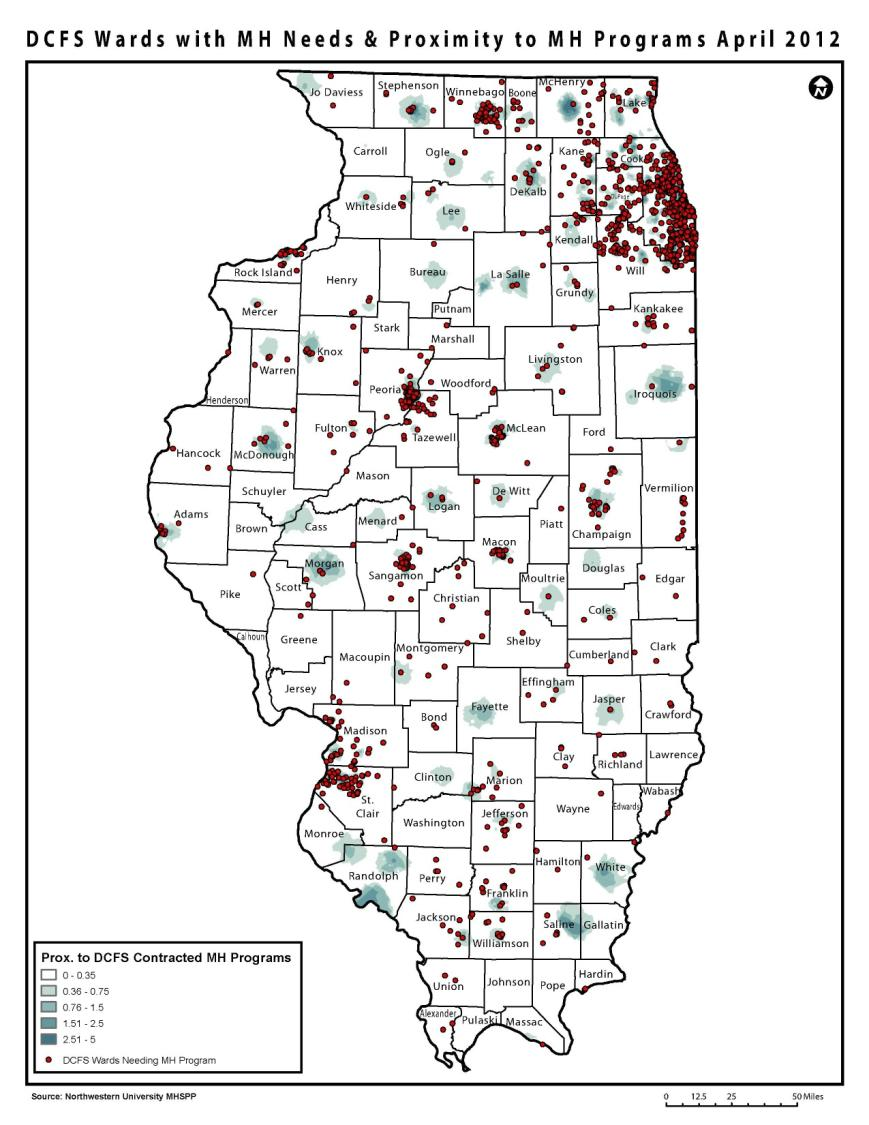 DCFS Wards with MH Needs & Proximity to MH Programs April 2012
N
Jo Daviess
Stephenson
Winnebago
Boone
McHenry
Lake
Carroll
Ogle
DeKalb
Kane
Cook
DuPage
Whiteside
Lee
Kendall
Will
Rock Island
Henry
Bureau
La Salle
Grundy
Kankakee
Mercer
Putnam
Stark
Marshall
Knox
Warren
Henderson
Peoria
Woodford
Livingston
Iroquois
Hancock
McDonough
Fulton
Tazewell
McLean
Ford
Mason
Schuyler
Logan
De Witt
Vermilion
Adams
Brown
Cass
Menard
Macon
Piatt
Champaign
Morgan
Sangamon
Moultrie
Douglas
Edgar
Pike
Scott
Christian
Coles
Calhoun
Greene
Macoupin
Montgomery
Shelby
Cumberland
Clark
Jersey
Fayette
Effingham
Jasper
Crawford
Madison
Bond
Clay
Richland
Lawrence
Clinton
Marion
St.
Clair
Wayne
Edwards
Wabash
Monroe
Washington
Jefferson
Randolph
Perry
Hamilton
White
Franklin
Jackson
Williamson
Saline
Gallatin
Union
Johnson
Pope
Hardin
Alexander
Pulaski
Massac
Prox. to DCFS Contracted MH Programs
0 - 0.35
0.36 - 0.75
0.76 - 1.5
1.51 - 2.5
2.51 - 5
DCFS Wards Needing MH Program
Source: Northwestern University MHSPP
0 12.5 25 50 Miles